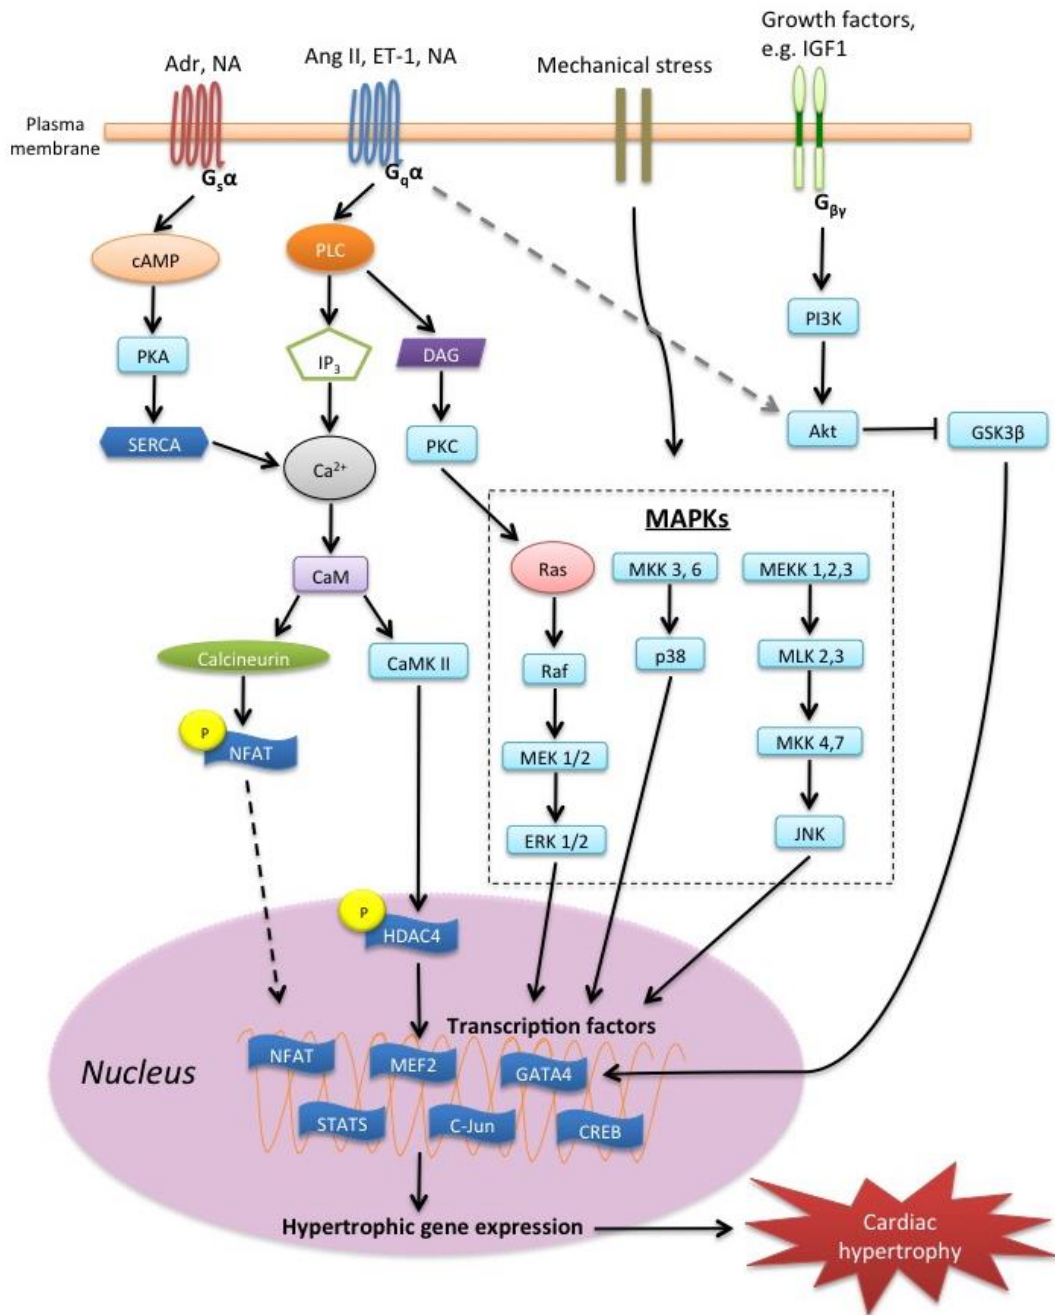 Growth factors,
e.g. IGF1
Adr, NA
Ang II, ET-1, NA
Mechanical stress
Plasma
membrane
Gsα
Gqα
Gβγ
cAMP
PLC
PI3K
PKA
IP3
DAG
SERCA
Ca2+
PKC
Akt
GSK3β
MAPKs
CaM
Ras
MKK 3, 6
MEKK 1,2,3
Calcineurin
CaMK II
Raf
p38
MLK 2,3
P
NFAT
MEK 1/2
MKK 4,7
ERK 1/2
JNK
P
HDAC4
Transcription factors
Nucleus
NFAT
MEF2
GATA4
STATS
C-Jun
CREB
Hypertrophic gene expression
Cardiac
hypertrophy